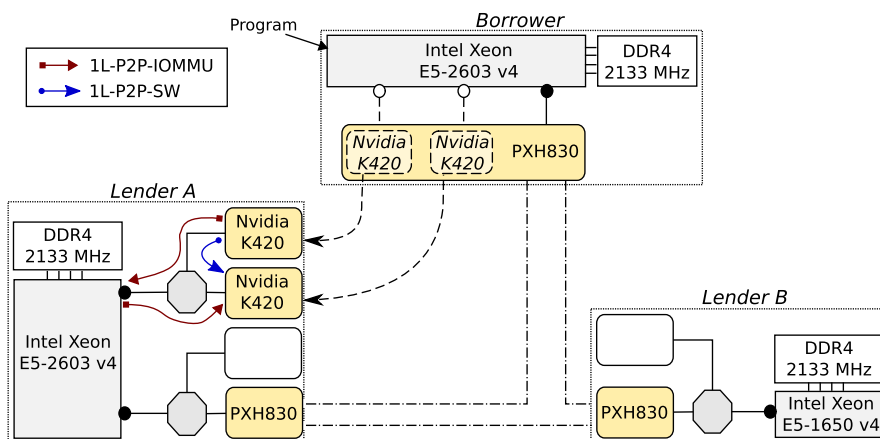 Borrower
Program
Intel Xeon
E5-2603 v4
DDR4
2133 MHz
1L-P2P-IOMMU
1L-P2P-SW
Nvidia
K420
Nvidia
K420
PXH830
Lender A
DDR4
2133 MHz
Nvidia
K420
Nvidia
K420
Intel Xeon
E5-2603 v4
PXH830
Lender B
DDR4
2133 MHz
PXH830
Intel Xeon
E5-1650 v4